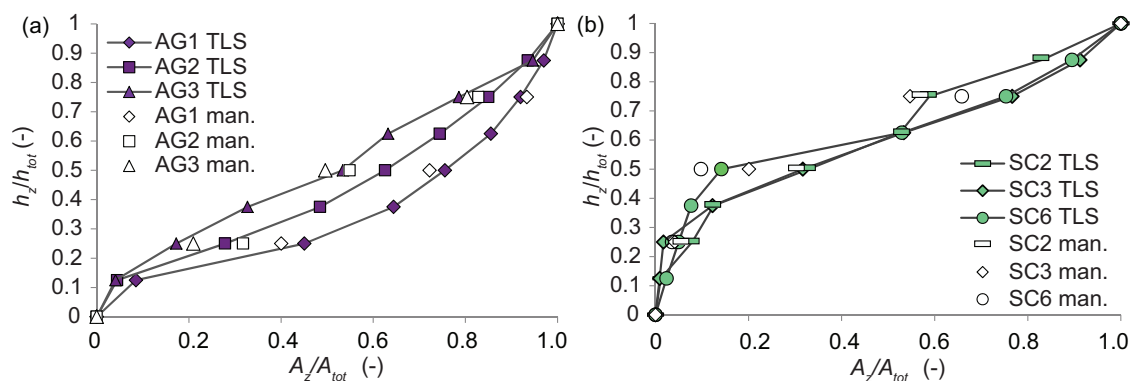 (a)
h_z/h_tot (-)
1
0.9
0.8
0.7
0.6
0.5
0.4
0.3
0.2
0.1
0
AG1 TLS
AG2 TLS
AG3 TLS
AG1 man.
AG2 man.
AG3 man.
0 0.2 0.4 0.6 0.8 1.0
A_z/A_tot (-)
(b)
h_z/h_tot (-)
1
0.9
0.8
0.7
0.6
0.5
0.4
0.3
0.2
0.1
0
SC2 TLS
SC3 TLS
SC6 TLS
SC2 man.
SC3 man.
SC6 man.
0 0.2 0.4 0.6 0.8 1.0
A_z/A_tot (-)